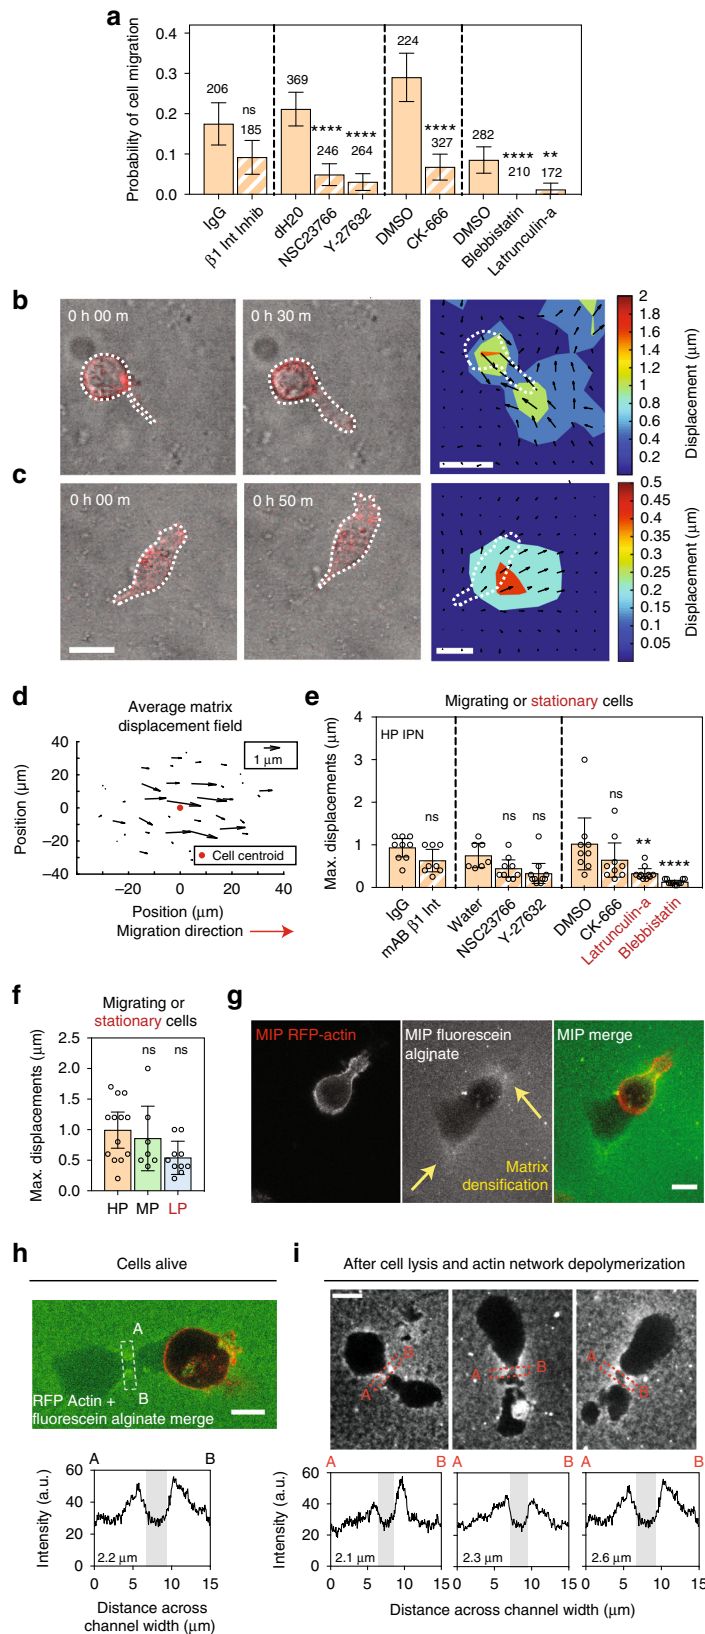 a
Probability of cell migration
0.4
0.3
0.2
0.1
0.0
206
ns
185
369
****
246
****
264
224
****
327
282
****
210
**
172
IgG
β1 Int Inhib
dH20
NSC23766
Y-27632
DMSO
CK-666
DMSO
Blebbistatin
Latrunculin-a
b
0 h 00 m
0 h 30 m
2
1.8
1.6
1.4
1.2
1
0.8
0.6
0.4
0.2
Displacement (μm)
c
0 h 00 m
0 h 50 m
0.5
0.45
0.4
0.35
0.3
0.25
0.2
0.15
0.1
0.05
Displacement (μm)
d
Average matrix
displacement field
Position (μm)
40
20
0
−20
−40
1 μm
Cell centroid
−20
0
20
40
Position (μm)
Migration direction
e
Migrating or stationary cells
HP IPN
Max. displacements (μm)
4
3
2
1
0
ns
ns
ns
ns
**
****
IgG
mAB β1 Int
Water
NSC23766
Y-27632
DMSO
CK-666
Latrunculin-a
Blebbistatin
f
Migrating or
stationary cells
Max. displacements (μm)
2.5
2.0
1.5
1.0
0.5
0.0
ns
ns
HP
MP
LP
g
MIP RFP-actin
MIP fluorescein
alginate
MIP merge
Matrix
densification
h
Cells alive
A
B
RFP Actin +
fluorescein alginate merge
A
B
Intensity (a.u.)
60
40
20
0
2.2 μm
0
5
10
15
Distance across
channel width (μm)
i
After cell lysis and actin network depolymerization
A
B
A
B
A
B
A
B
A
B
A
B
Intensity (a.u.)
60
40
20
0
2.1 μm
2.3 μm
2.6 μm
0
5
10
15
0
5
10
15
0
5
10
15
Distance across channel width (μm)